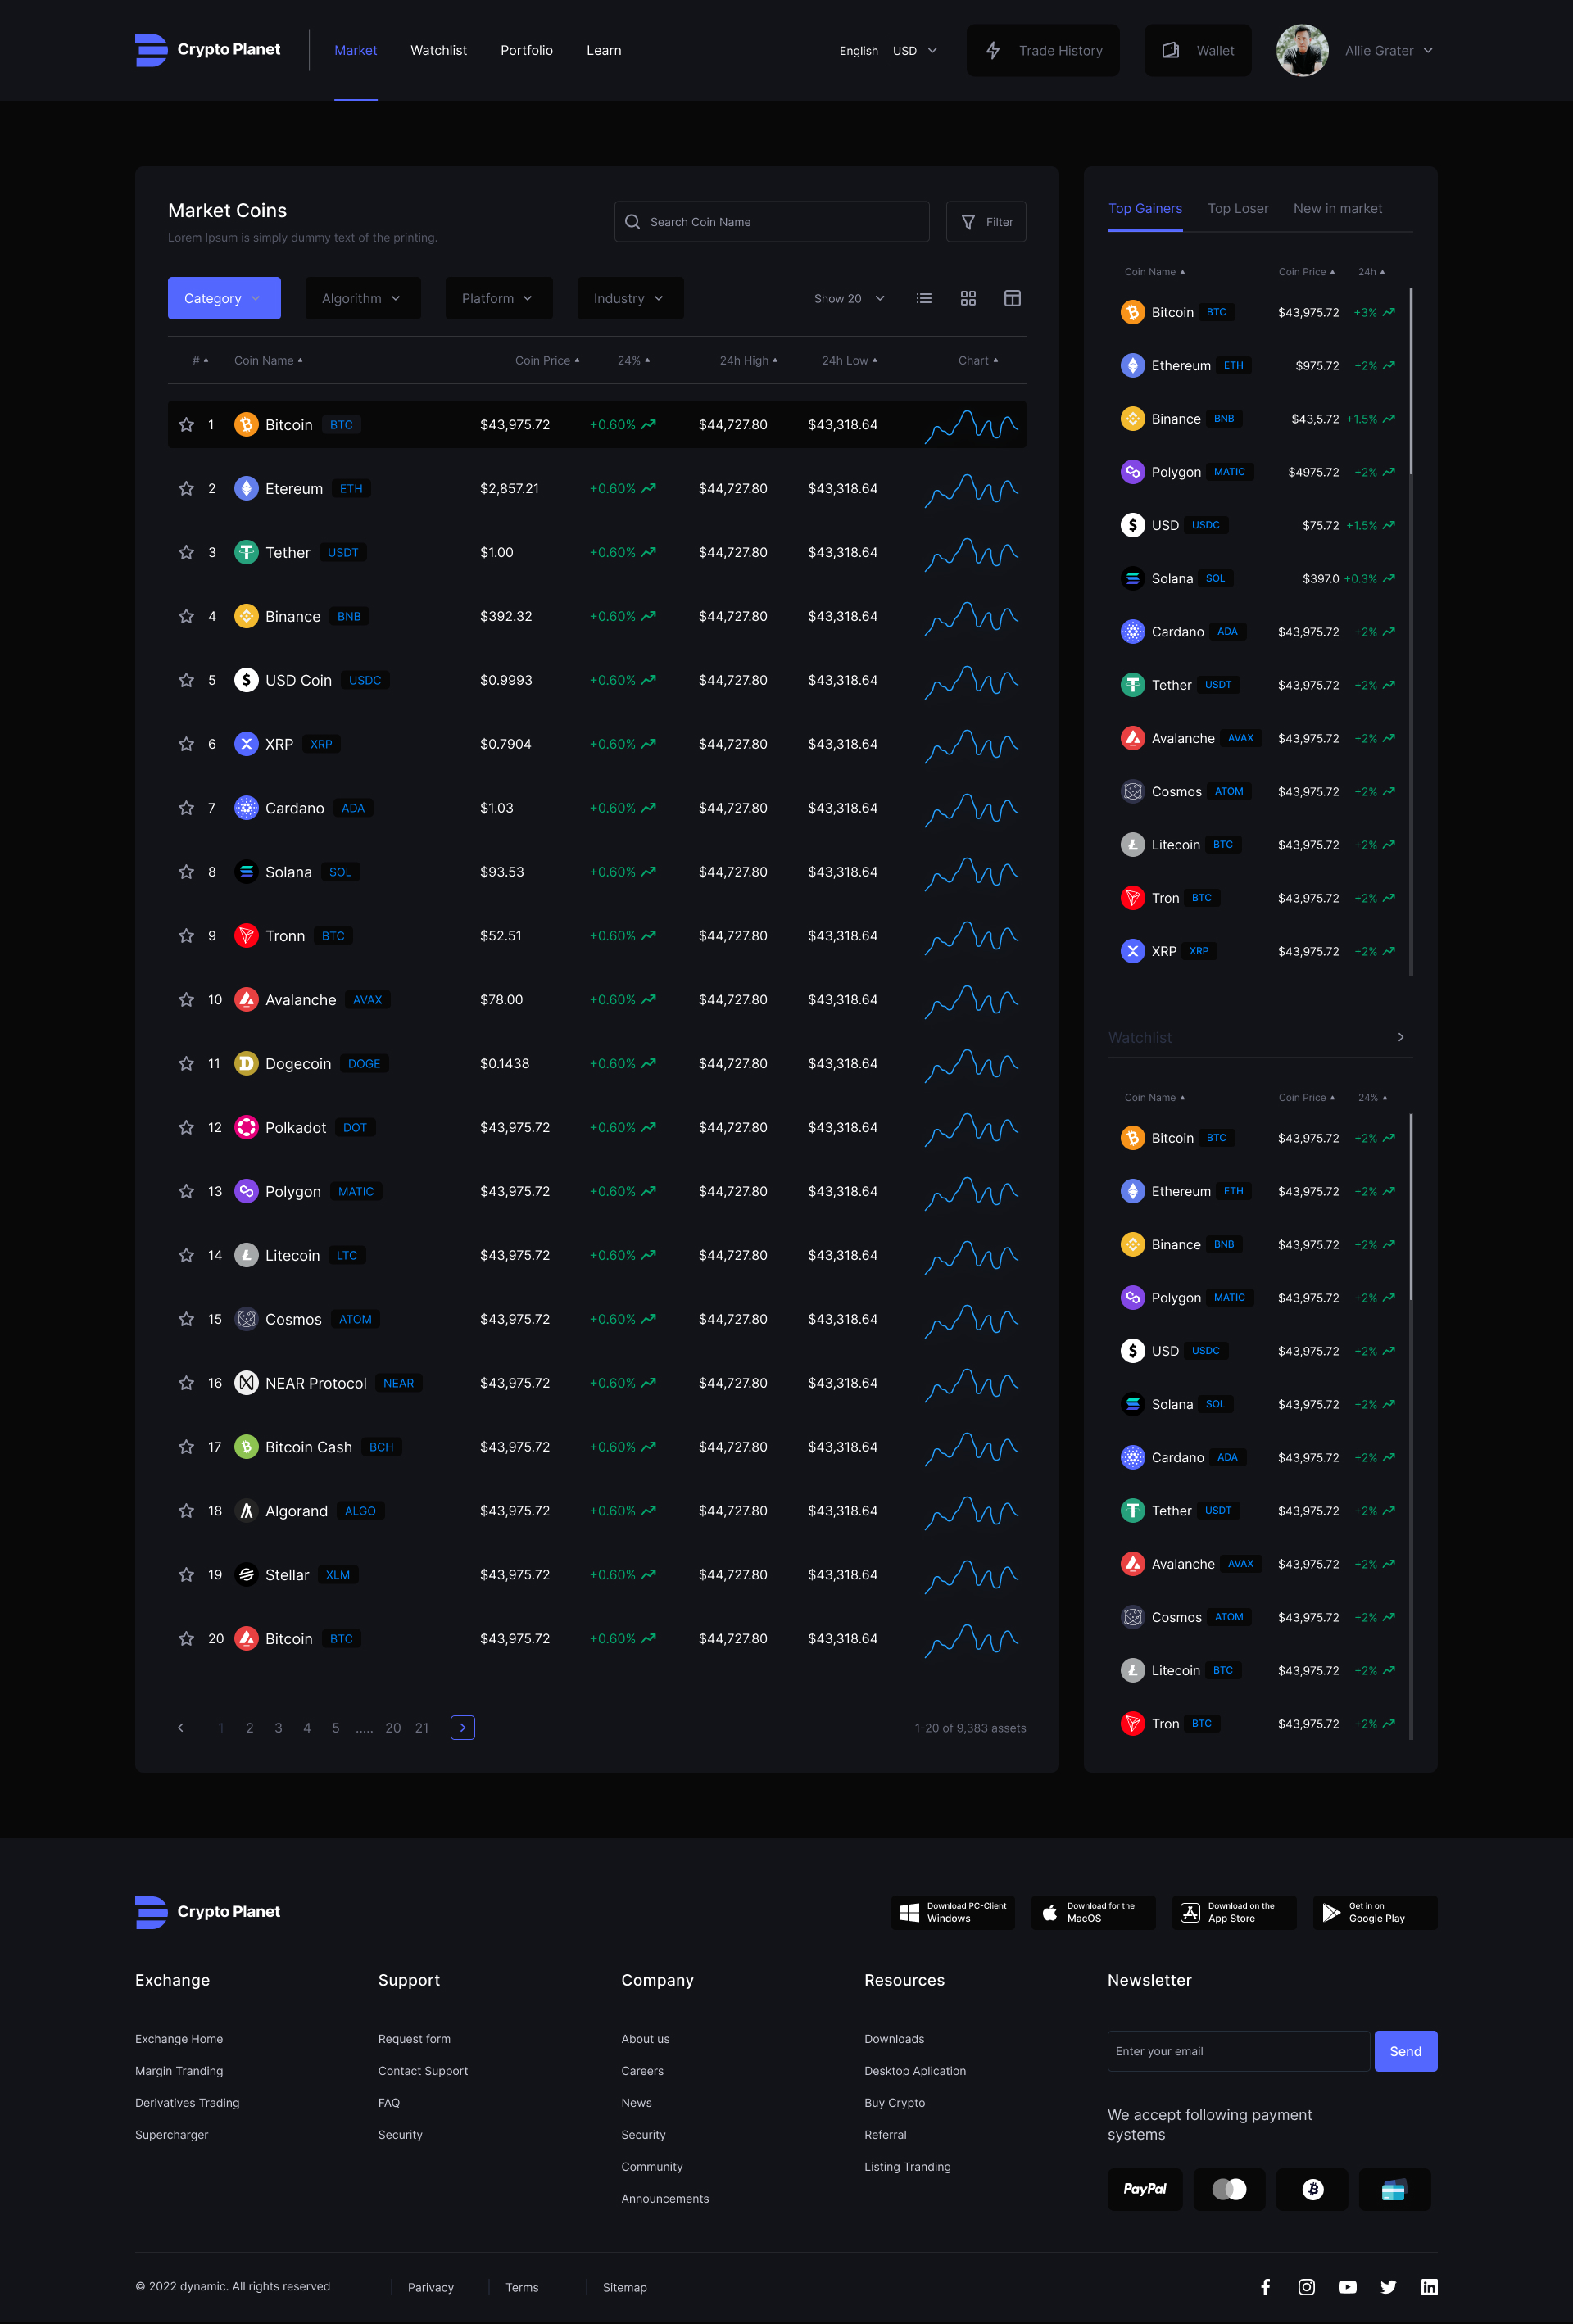 Crypto Planet
Market Watchlist Portfolio Learn
English USD Trade History Wallet Allie Grater
Market Coins
Lorem Ipsum is simply dummy text of the printing.
Search Coin Name Filter
Category Algorithm Platform Industry Show 20
# Coin Name Coin Price 24% 24h High 24h Low Chart
1 Bitcoin BTC $43,975.72 +0.60% $44,727.80 $43,318.64
2 Etereum ETH $2,857.21 +0.60% $44,727.80 $43,318.64
3 Tether USDT $1.00 +0.60% $44,727.80 $43,318.64
4 Binance BNB $392.32 +0.60% $44,727.80 $43,318.64
5 USD Coin USDC $0.9993 +0.60% $44,727.80 $43,318.64
6 XRP XRP $0.7904 +0.60% $44,727.80 $43,318.64
7 Cardano ADA $1.03 +0.60% $44,727.80 $43,318.64
8 Solana SOL $93.53 +0.60% $44,727.80 $43,318.64
9 Tronn BTC $52.51 +0.60% $44,727.80 $43,318.64
10 Avalanche AVAX $78.00 +0.60% $44,727.80 $43,318.64
11 Dogecoin DOGE $0.1438 +0.60% $44,727.80 $43,318.64
12 Polkadot DOT $43,975.72 +0.60% $44,727.80 $43,318.64
13 Polygon MATIC $43,975.72 +0.60% $44,727.80 $43,318.64
14 Litecoin LTC $43,975.72 +0.60% $44,727.80 $43,318.64
15 Cosmos ATOM $43,975.72 +0.60% $44,727.80 $43,318.64
16 NEAR Protocol NEAR $43,975.72 +0.60% $44,727.80 $43,318.64
17 Bitcoin Cash BCH $43,975.72 +0.60% $44,727.80 $43,318.64
18 Algorand ALGO $43,975.72 +0.60% $44,727.80 $43,318.64
19 Stellar XLM $43,975.72 +0.60% $44,727.80 $43,318.64
20 Bitcoin BTC $43,975.72 +0.60% $44,727.80 $43,318.64
1 2 3 4 5 ..... 20 21 1-20 of 9,383 assets
Top Gainers Top Loser New in market
Coin Name Coin Price 24h
Bitcoin BTC $43,975.72 +3%
Ethereum ETH $975.72 +2%
Binance BNB $43,5.72 +1.5%
Polygon MATIC $4975.72 +2%
USD USDC $75.72 +1.5%
Solana SOL $397.0 +0.3%
Cardano ADA $43,975.72 +2%
Tether USDT $43,975.72 +2%
Avalanche AVAX $43,975.72 +2%
Cosmos ATOM $43,975.72 +2%
Litecoin BTC $43,975.72 +2%
Tron BTC $43,975.72 +2%
XRP XRP $43,975.72 +2%
Watchlist
Coin Name Coin Price 24%
Bitcoin BTC $43,975.72 +2%
Ethereum ETH $43,975.72 +2%
Binance BNB $43,975.72 +2%
Polygon MATIC $43,975.72 +2%
USD USDC $43,975.72 +2%
Solana SOL $43,975.72 +2%
Cardano ADA $43,975.72 +2%
Tether USDT $43,975.72 +2%
Avalanche AVAX $43,975.72 +2%
Cosmos ATOM $43,975.72 +2%
Litecoin BTC $43,975.72 +2%
Tron BTC $43,975.72 +2%
Crypto Planet
Download PC-Client
Windows
Download for the
MacOS
Download on the
App Store
Get in on
Google Play
Exchange
Exchange Home
Margin Tranding
Derivatives Trading
Supercharger
Support
Request form
Contact Support
FAQ
Security
Company
About us
Careers
News
Security
Community
Announcements
Resources
Downloads
Desktop Aplication
Buy Crypto
Referral
Listing Tranding
Newsletter
Enter your email Send
We accept following payment
systems
PayPal
© 2022 dynamic. All rights reserved Parivacy Terms Sitemap